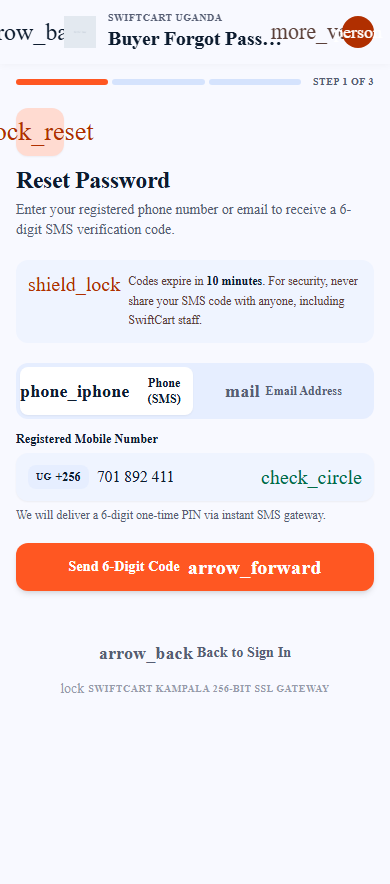 SWIFTCART UGANDA
Buyer Forgot Pass…
STEP 1 OF 3
ock_reset
Reset Password
Enter your registered phone number or email to receive a 6-
digit SMS verification code.
shield_lock
Codes expire in 10 minutes. For security, never
share your SMS code with anyone, including
SwiftCart staff.
phone_iphone Phone
(SMS)
mail Email Address
Registered Mobile Number
UG +256 701 892 411 check_circle
We will deliver a 6-digit one-time PIN via instant SMS gateway.
Send 6-Digit Code arrow_forward
arrow_back Back to Sign In
lock SWIFTCART KAMPALA 256-BIT SSL GATEWAY